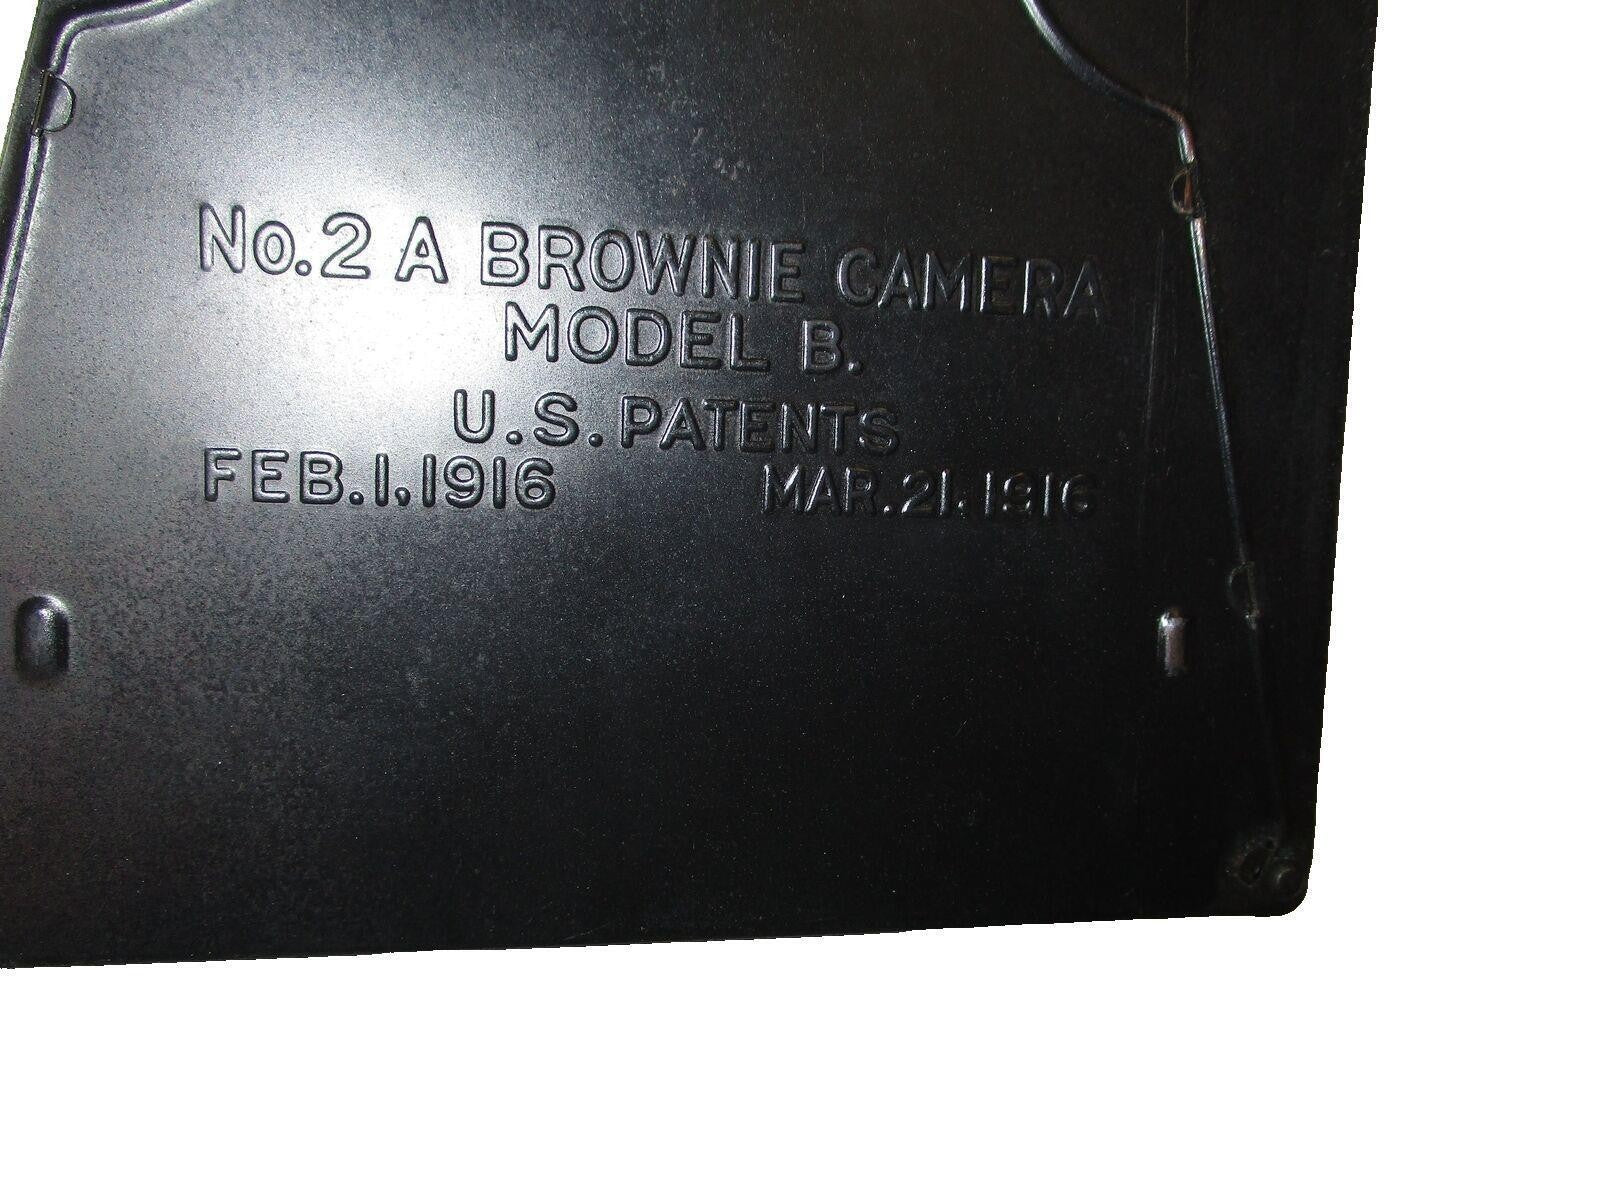 No. 2 A BROWNIE CAMERA
MODEL B.
U.S. PATENTS
FEB. 1, 1916 MAR. 21. 1916